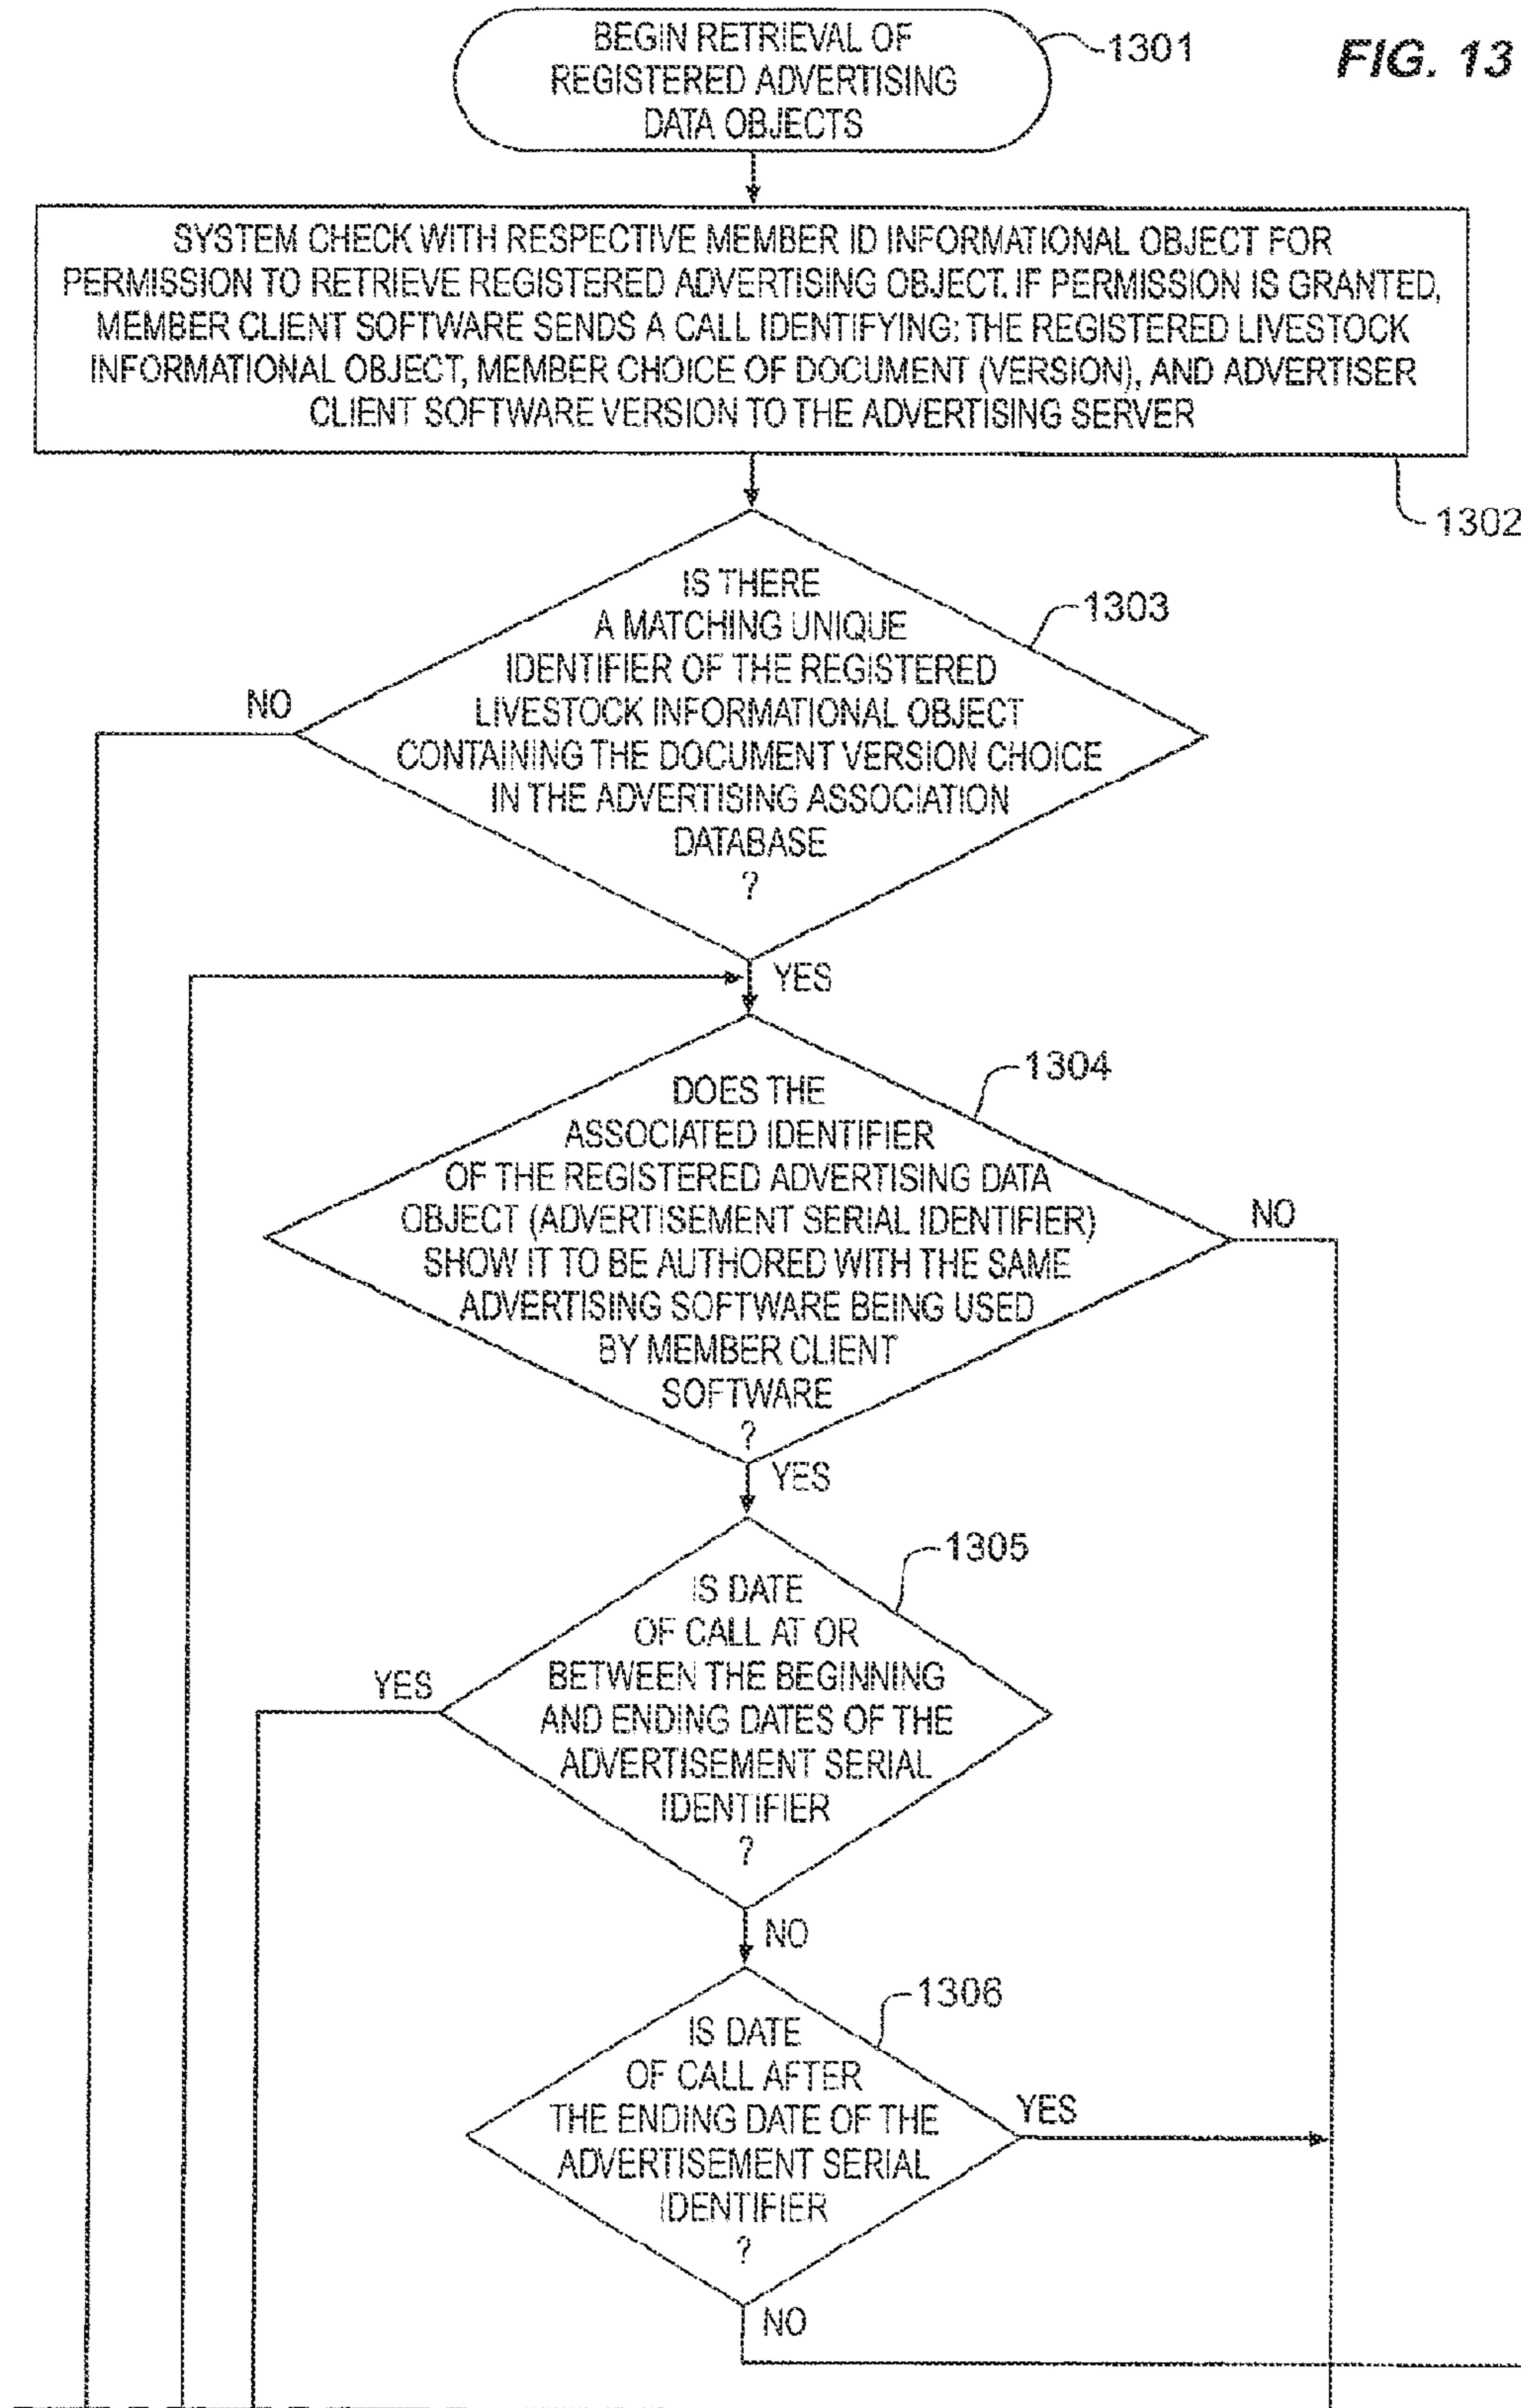 BEGIN RETRIEVAL OF
REGISTERED ADVERTISING
DATA OBJECTS
1301
FIG. 13
SYSTEM CHECK WITH RESPECTIVE MEMBER ID INFORMATIONAL OBJECT FOR
PERMISSION TO RETRIEVE REGISTERED ADVERTISING OBJECT. IF PERMISSION IS GRANTED,
MEMBER CLIENT SOFTWARE SENDS A CALL IDENTIFYING: THE REGISTERED LIVESTOCK
INFORMATIONAL OBJECT, MEMBER CHOICE OF DOCUMENT (VERSION), AND ADVERTISER
CLIENT SOFTWARE VERSION TO THE ADVERTISING SERVER
1302
IS THERE
A MATCHING UNIQUE
IDENTIFIER OF THE REGISTERED
LIVESTOCK INFORMATIONAL OBJECT
CONTAINING THE DOCUMENT VERSION CHOICE
IN THE ADVERTISING ASSOCIATION
DATABASE
?
1303
NO
YES
DOES THE
ASSOCIATED IDENTIFIER
OF THE REGISTERED ADVERTISING DATA
OBJECT (ADVERTISEMENT SERIAL IDENTIFIER)
SHOW IT TO BE AUTHORED WITH THE SAME
ADVERTISING SOFTWARE BEING USED
BY MEMBER CLIENT
SOFTWARE
?
1304
NO
YES
IS DATE
OF CALL AT OR
BETWEEN THE BEGINNING
AND ENDING DATES OF THE
ADVERTISEMENT SERIAL
IDENTIFIER
?
1305
YES
NO
IS DATE
OF CALL AFTER
THE ENDING DATE OF THE
ADVERTISEMENT SERIAL
IDENTIFIER
?
1306
YES
NO